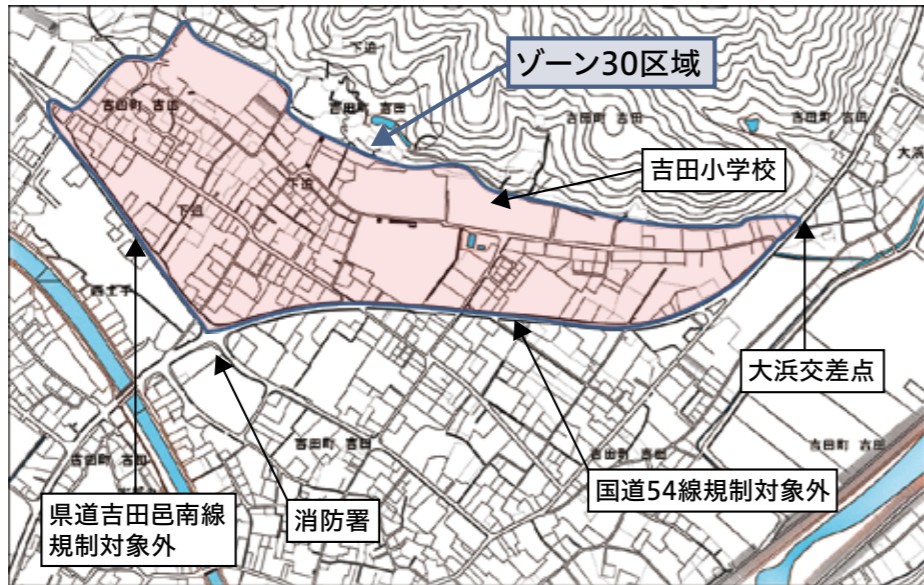 下迫
ゾーン30区域
吉田町 吉田
吉田町 吉田
吉田町 吉田
吉田町 吉田
大浜
吉田小学校
下迫
下迫
大浜交差点
吉田町 吉田
吉田町 吉田
吉田町 吉田
吉田町 吉田
国道54線規制対象外
県道吉田邑南線
規制対象外
消防署